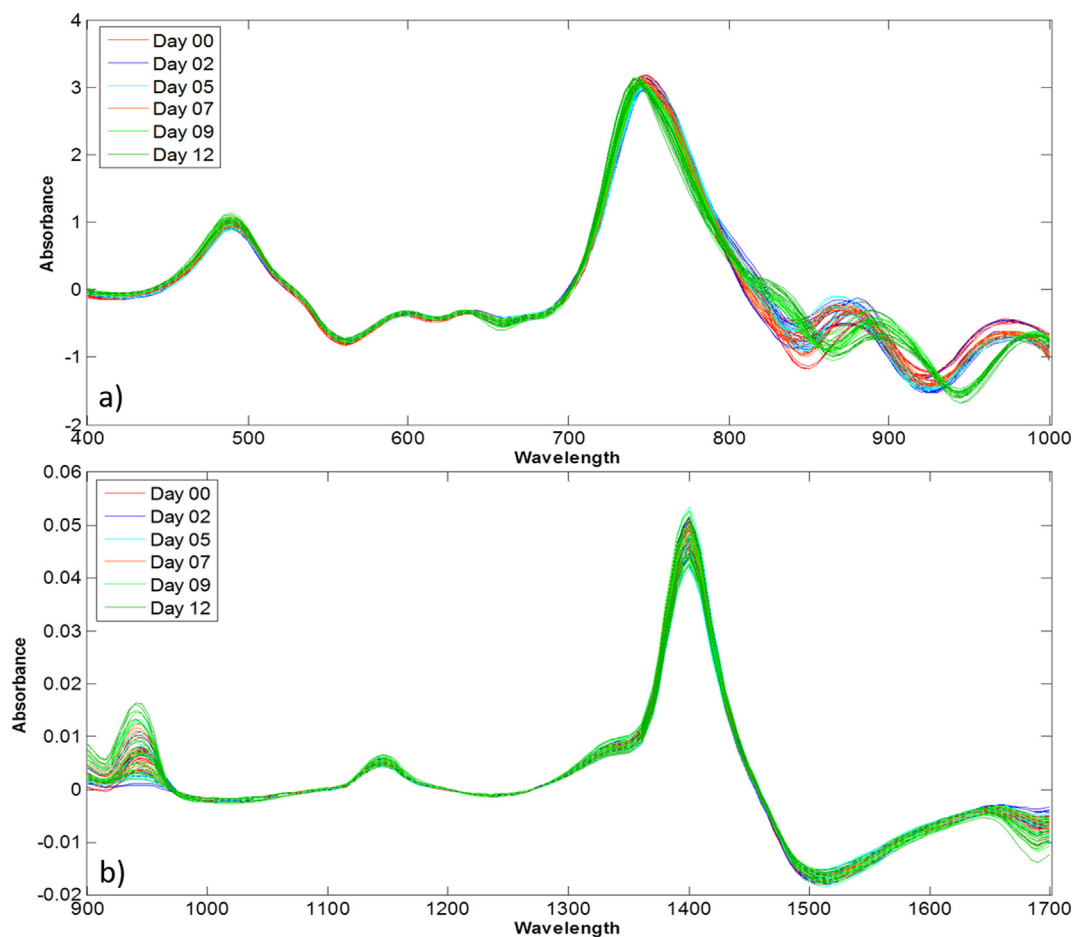 4
3
2
1
0
-1
-2
Absorbance
Day 00
Day 02
Day 05
Day 07
Day 09
Day 12
a)
400 500 600 700 800 900 1000
Wavelength
0.06
0.05
0.04
0.03
0.02
0.01
0
-0.01
-0.02
Absorbance
Day 00
Day 02
Day 05
Day 07
Day 09
Day 12
b)
900 1000 1100 1200 1300 1400 1500 1600 1700
Wavelength